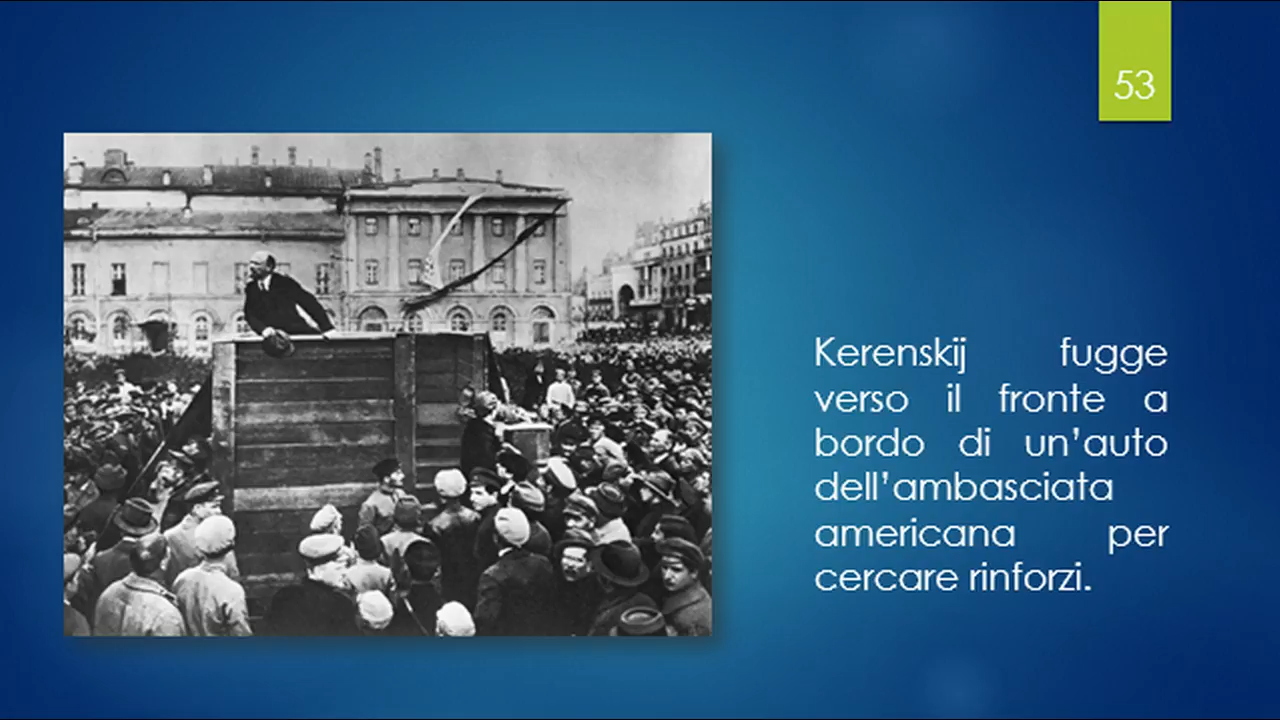 53
Kerenskij fugge
verso il fronte a
bordo di un'auto
dell'ambasciata
americana per
cercare rinforzi.